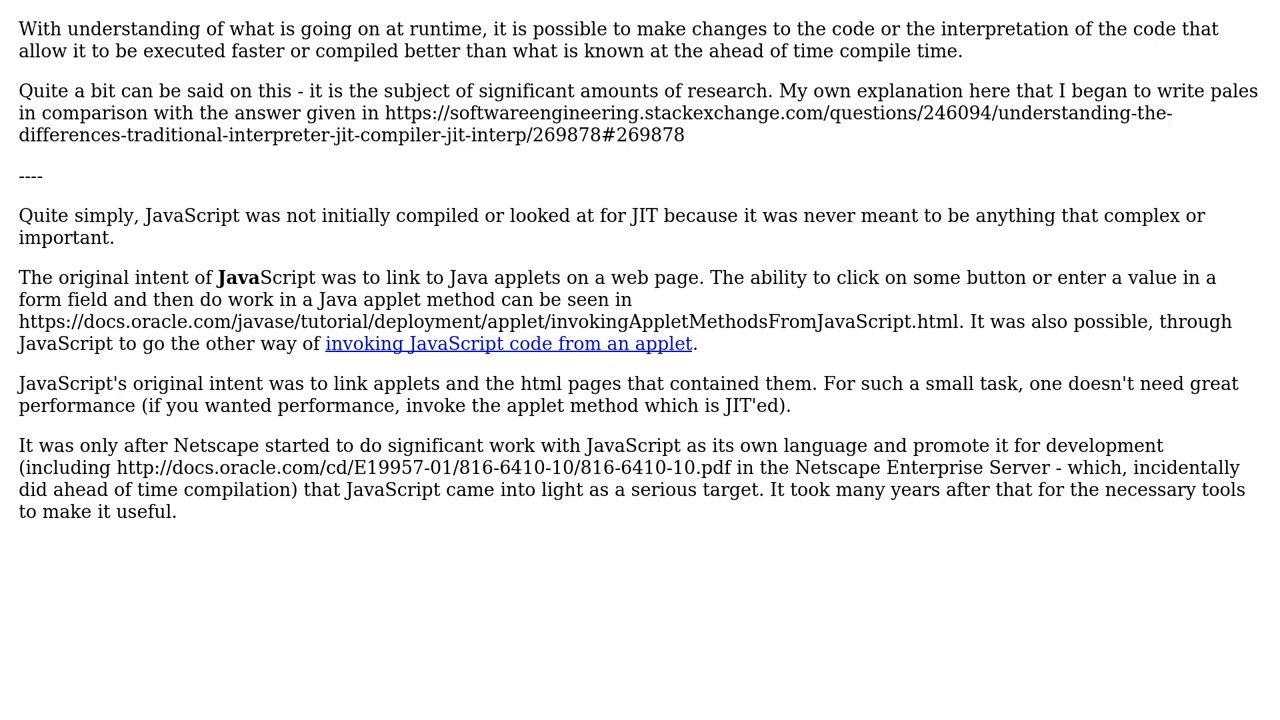 With understanding of what is going on at runtime, it is possible to make changes to the code or the interpretation of the code that
allow it to be executed faster or compiled better than what is known at the ahead of time compile time.
Quite a bit can be said on this - it is the subject of significant amounts of research. My own explanation here that I began to write pales
in comparison with the answer given in https://softwareengineering.stackexchange.com/questions/246094/understanding-the-
differences-traditional-interpreter-jit-compiler-jit-interp/269878#269878
----
Quite simply, JavaScript was not initially compiled or looked at for JIT because it was never meant to be anything that complex or
important.
The original intent of JavaScript was to link to Java applets on a web page. The ability to click on some button or enter a value in a
form field and then do work in a Java applet method can be seen in
https://docs.oracle.com/javase/tutorial/deployment/applet/invokingAppletMethodsFromJavaScript.html. It was also possible, through
JavaScript to go the other way of invoking JavaScript code from an applet.
JavaScript's original intent was to link applets and the html pages that contained them. For such a small task, one doesn't need great
performance (if you wanted performance, invoke the applet method which is JIT'ed).
It was only after Netscape started to do significant work with JavaScript as its own language and promote it for development
(including http://docs.oracle.com/cd/E19957-01/816-6410-10/816-6410-10.pdf in the Netscape Enterprise Server - which, incidentally
did ahead of time compilation) that JavaScript came into light as a serious target. It took many years after that for the necessary tools
to make it useful.